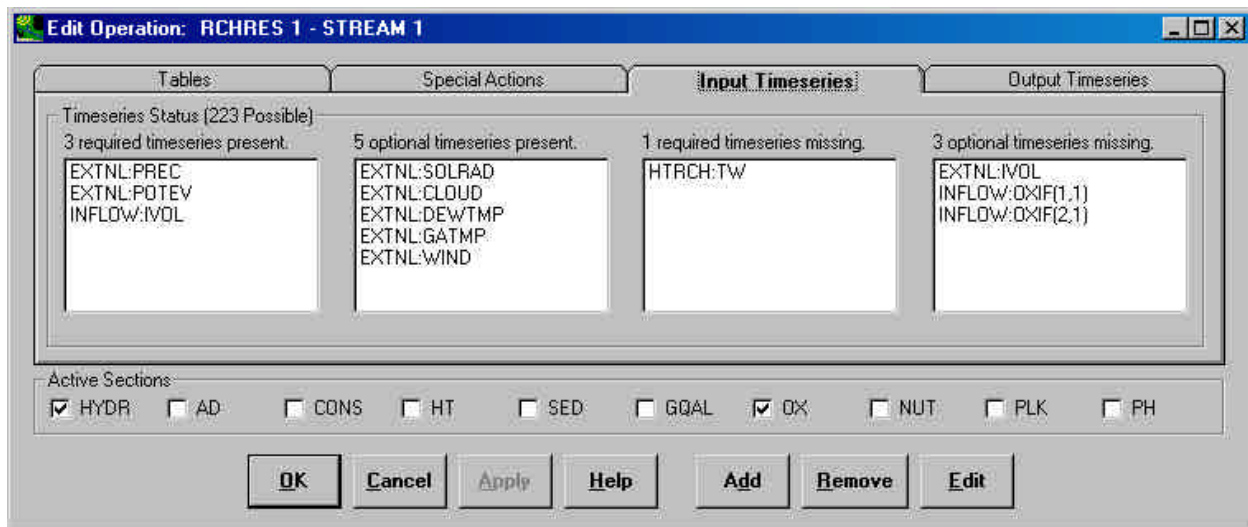 Edit Operation: RCHRES 1 - STREAM 1
Tables
Special Actions
Input Timeseries
Output Timeseries
Timeseries Status (223 Possible)
3 required timeseries present.
EXTNL:PREC
EXTNL:POTEV
INFLOW:IVOL
5 optional timeseries present.
EXTNL:SOLRAD
EXTNL:CLOUD
EXTNL:DEWTMP
EXTNL:GATMP
EXTNL:WIND
1 required timeseries missing.
HTRCH:TW
3 optional timeseries missing.
EXTNL:IVOL
INFLOW:OXIF(1,1)
INFLOW:OXIF(2,1)
Active Sections
HYDR AD CONS HT SED GQAL OX NUT PLK PH
OK Cancel Apply Help Add Remove Edit